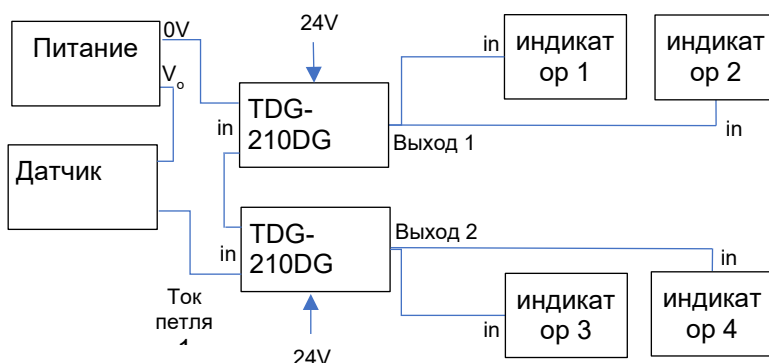 Питание
0V
Vo
Датчик
24V
in
TDG-
210DG
Выход 1
in
индикат
ор 1
индикат
ор 2
in
in
TDG-
210DG
Выход 2
in
индикат
ор 3
in
индикат
ор 4
Ток
петля
24V